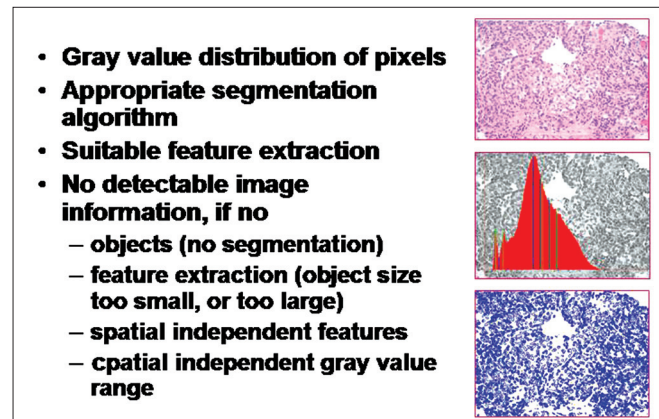 • Gray value distribution of pixels
• Appropriate segmentation
algorithm
• Suitable feature extraction
• No detectable image
information, if no
– objects (no segmentation)
– feature extraction (object size
too small, or too large)
– spatial independent features
– cpatial independent gray value
range